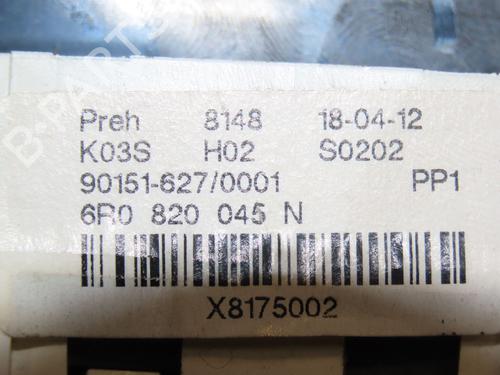 Preh 8148 18-04-12
K03S H02 S0202
90151-627/0001 PP1
6R0 820 045 N
X8175002
B-PARTS